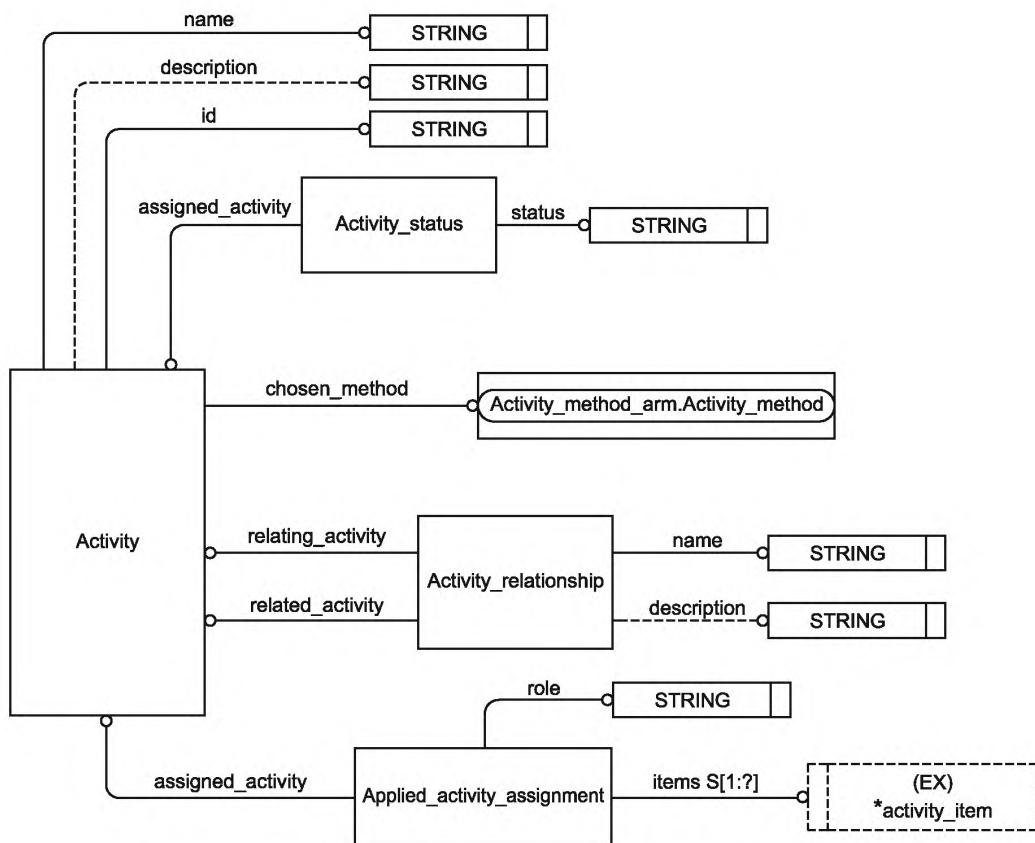 name
STRING
description
STRING
id
STRING
assigned_activity
Activity_status
status
STRING
chosen_method
Activity_method_arm.Activity_method
Activity
relating_activity
Activity_relationship
name
STRING
related_activity
description
STRING
role
STRING
assigned_activity
Applied_activity_assignment
items S[1:?]
(EX)
*activity_item